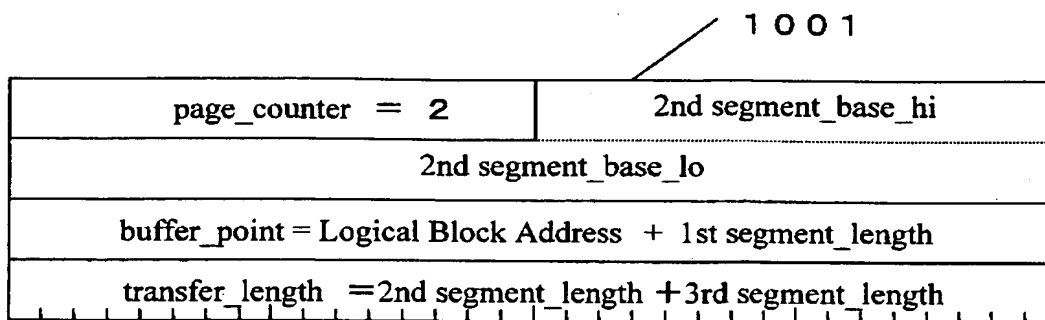 1001
page_counter = 2
2nd segment_base_hi
2nd segment_base_lo
buffer_point = Logical Block Address + 1st segment_length
transfer_length =2nd segment_length +3rd segment_length